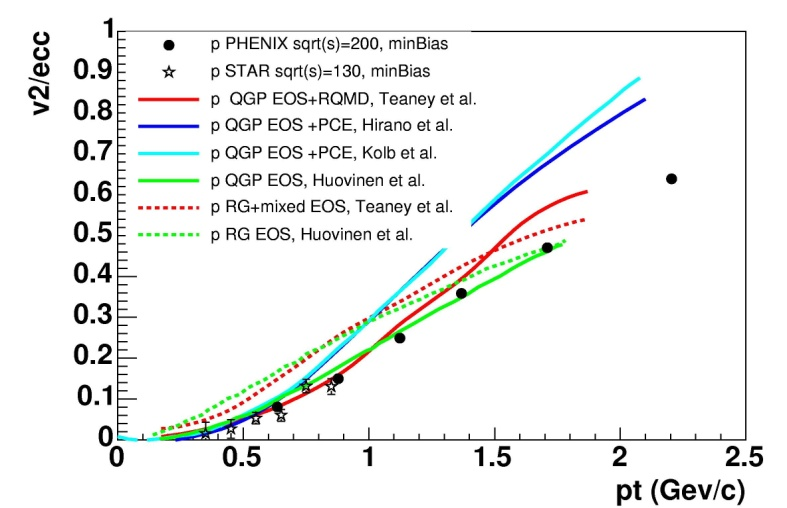 v2/ecc
1
0.9
0.8
0.7
0.6
0.5
0.4
0.3
0.2
0.1
0
p PHENIX sqrt(s)=200, minBias
p STAR sqrt(s)=130, minBias
p QGP EOS+RQMD, Teaney et al.
p QGP EOS +PCE, Hirano et al.
p QGP EOS +PCE, Kolb et al.
p QGP EOS, Huovinen et al.
p RG+mixed EOS, Teaney et al.
p RG EOS, Huovinen et al.
0 0.5 1 1.5 2 2.5
pt (Gev/c)